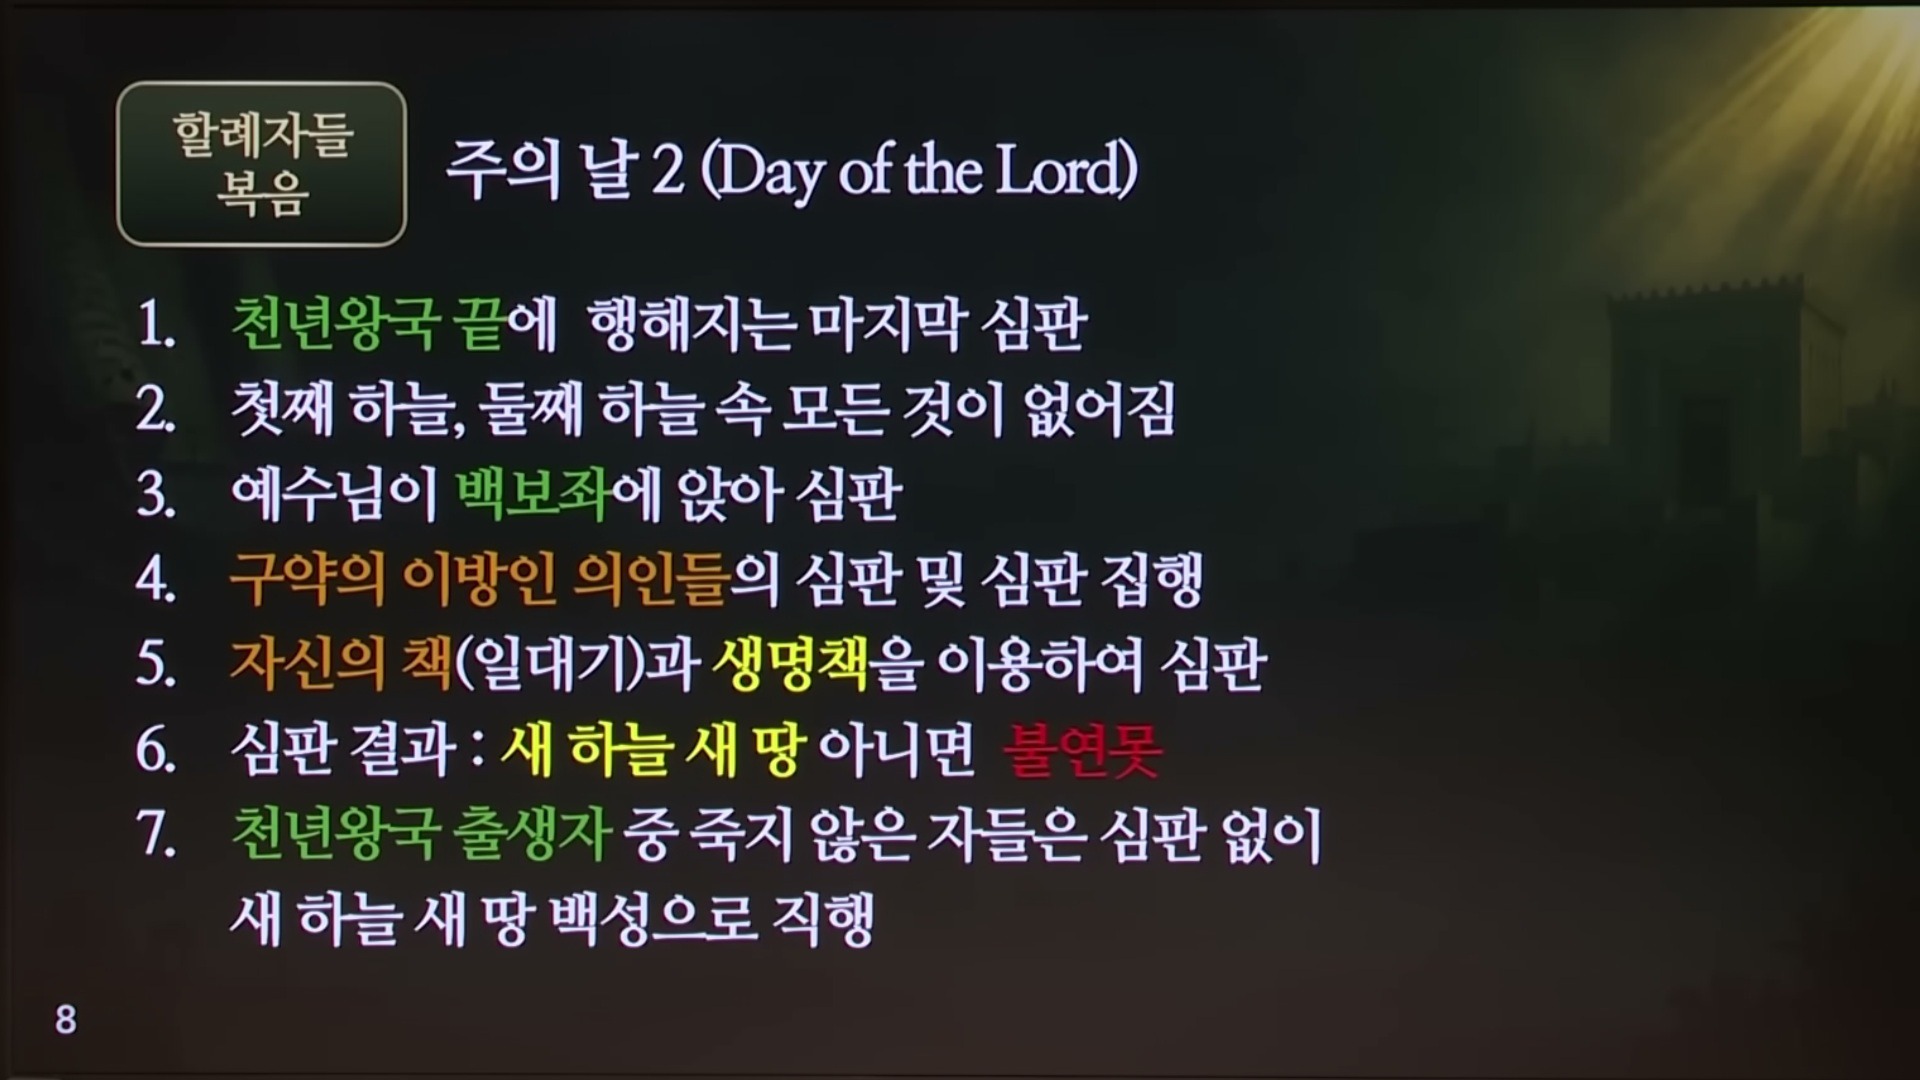 할례자들
복음
주의 날 2 (Day of the Lord)
1. 천년왕국 끝에 행해지는 마지막 심판
2. 첫째 하늘, 둘째 하늘 속 모든 것이 없어짐
3. 예수님이 백보좌에 앉아 심판
4. 구약의 이방인 의인들의 심판 및 심판 집행
5. 자신의 책(일대기)과 생명책을 이용하여 심판
6. 심판 결과 : 새 하늘 새 땅 아니면 불연못
7. 천년왕국 출생자 중 죽지 않은 자들은 심판 없이
새 하늘 새 땅 백성으로 직행
8